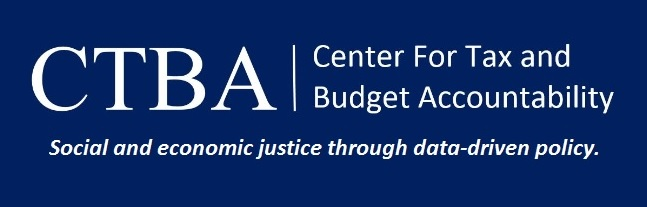 CTBA
Center For Tax and
Budget Accountability
Social and economic justice through data-driven policy.